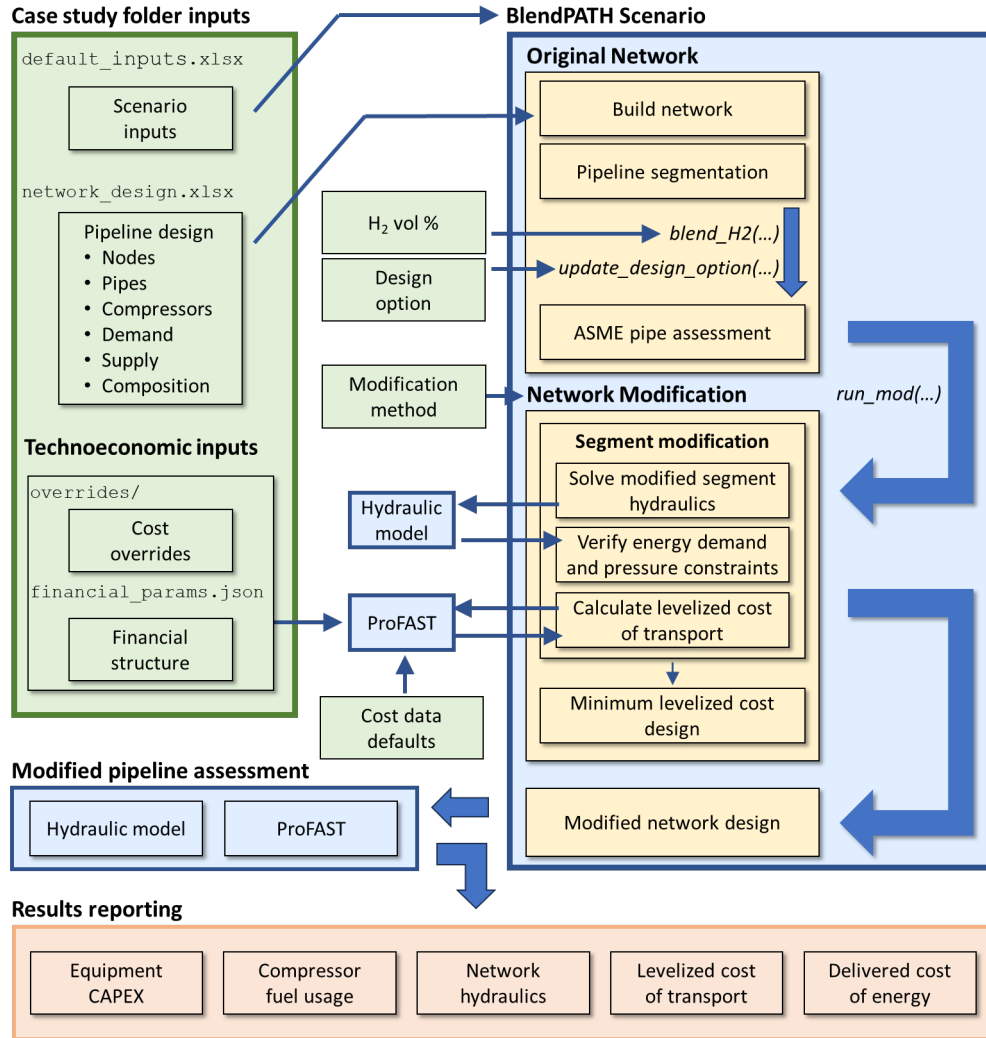 Case study folder inputs
default_inputs.xlsx
Scenario
inputs
network_design.xlsx
Pipeline design
• Nodes
• Pipes
• Compressors
• Demand
• Supply
• Composition
Technoeconomic inputs
overrides/
Cost
overrides
financial_params.json
Financial
structure
H₂ vol %
Design
option
Modification
method
Hydraulic
model
ProFAST
Cost data
defaults
BlendPATH Scenario
Original Network
Build network
Pipeline segmentation
blend_H2(...)
update_design_option(...)
ASME pipe assessment
run_mod(...)
Network Modification
Segment modification
Solve modified segment
hydraulics
Verify energy demand
and pressure constraints
Calculate levelized cost
of transport
Minimum levelized cost
design
Modified network design
Modified pipeline assessment
Hydraulic model
ProFAST
Results reporting
Equipment
CAPEX
Compressor
fuel usage
Network
hydraulics
Levelized cost
of transport
Delivered cost
of energy